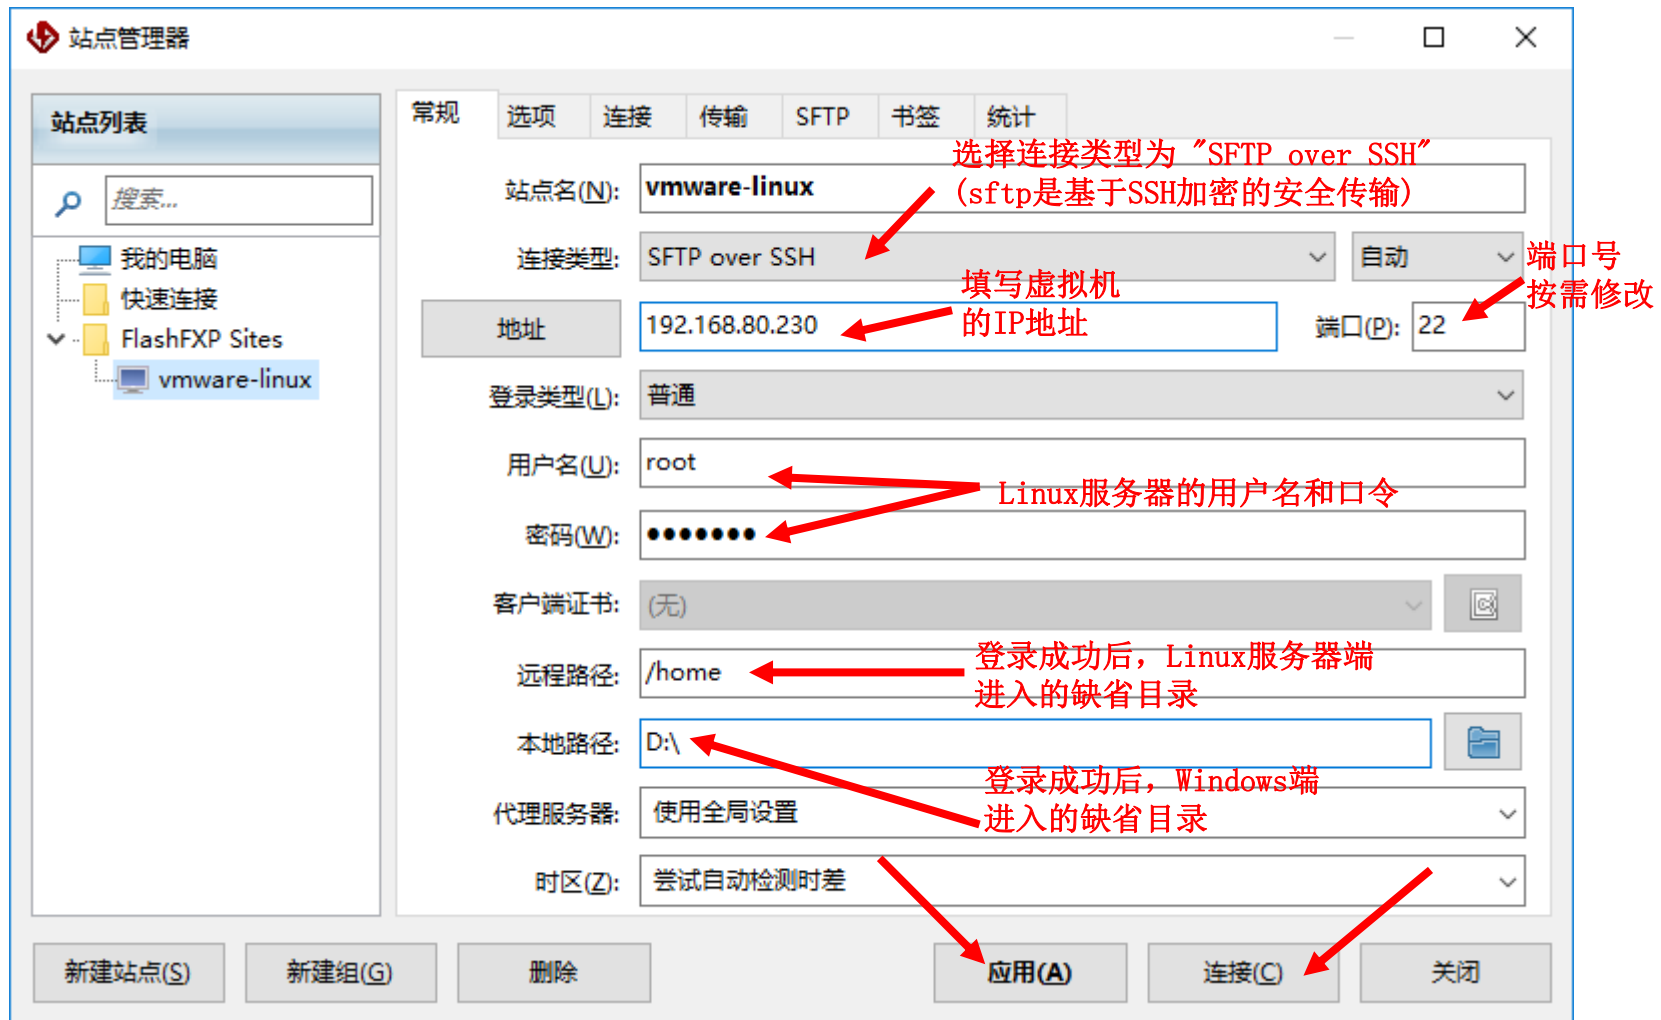 站点管理器
站点列表
搜索...
我的电脑
快速连接
FlashFXP Sites
vmware-linux
常规 选项 连接 传输 SFTP 书签 统计
选择连接类型为 "SFTP over SSH"
(sftp是基于SSH加密的安全传输)
站点名(N): vmware-linux
连接类型: SFTP over SSH 自动
端口号
按需修改
填写虚拟机
的IP地址
地址 192.168.80.230 端口(P): 22
登录类型(L): 普通
用户名(U): root
Linux服务器的用户名和口令
密码(W): ●●●●●●●
客户端证书: (无)
登录成功后，Linux服务器端
进入的缺省目录
远程路径: /home
本地路径: D:\
登录成功后，Windows端
进入的缺省目录
代理服务器: 使用全局设置
时区(Z): 尝试自动检测时差
新建站点(S) 新建组(G) 删除 应用(A) 连接(C) 关闭